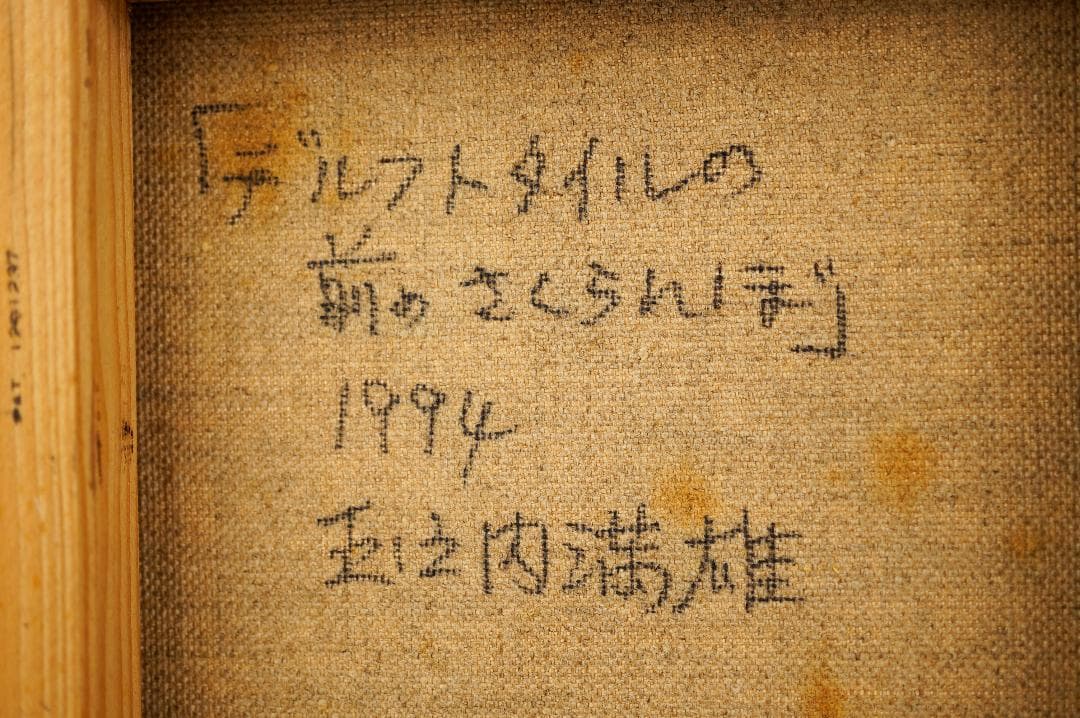 「デルフトタイルの
前のさくらんぼ」
1994
玉之内満雄